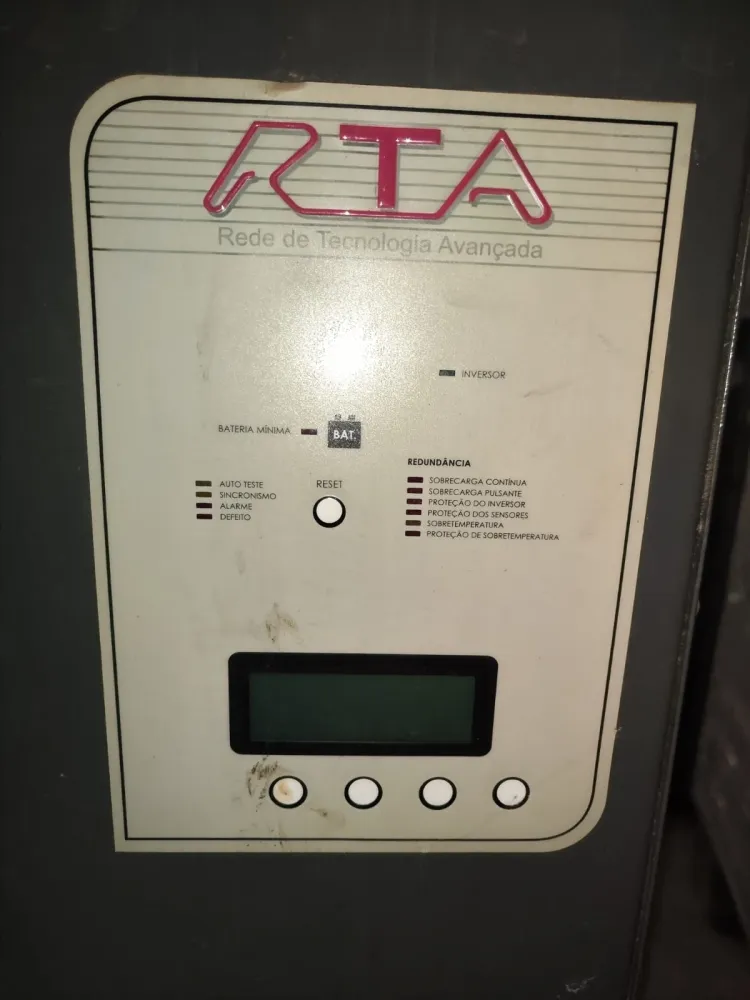 RTA
Rede de Tecnologia Avançada
INVERSOR
BATERIA MÍNIMA
BAT.
REDUNDÂNCIA
AUTO TESTE
SINCRONISMO
ALARME
DEFEITO
RESET
SOBRECARGA CONTÍNUA
SOBRECARGA PULSANTE
PROTEÇÃO DO INVERSOR
PROTEÇÃO DOS SENSORES
SOBRETEMPERATURA
PROTEÇÃO DE SOBRETEMPERATURA